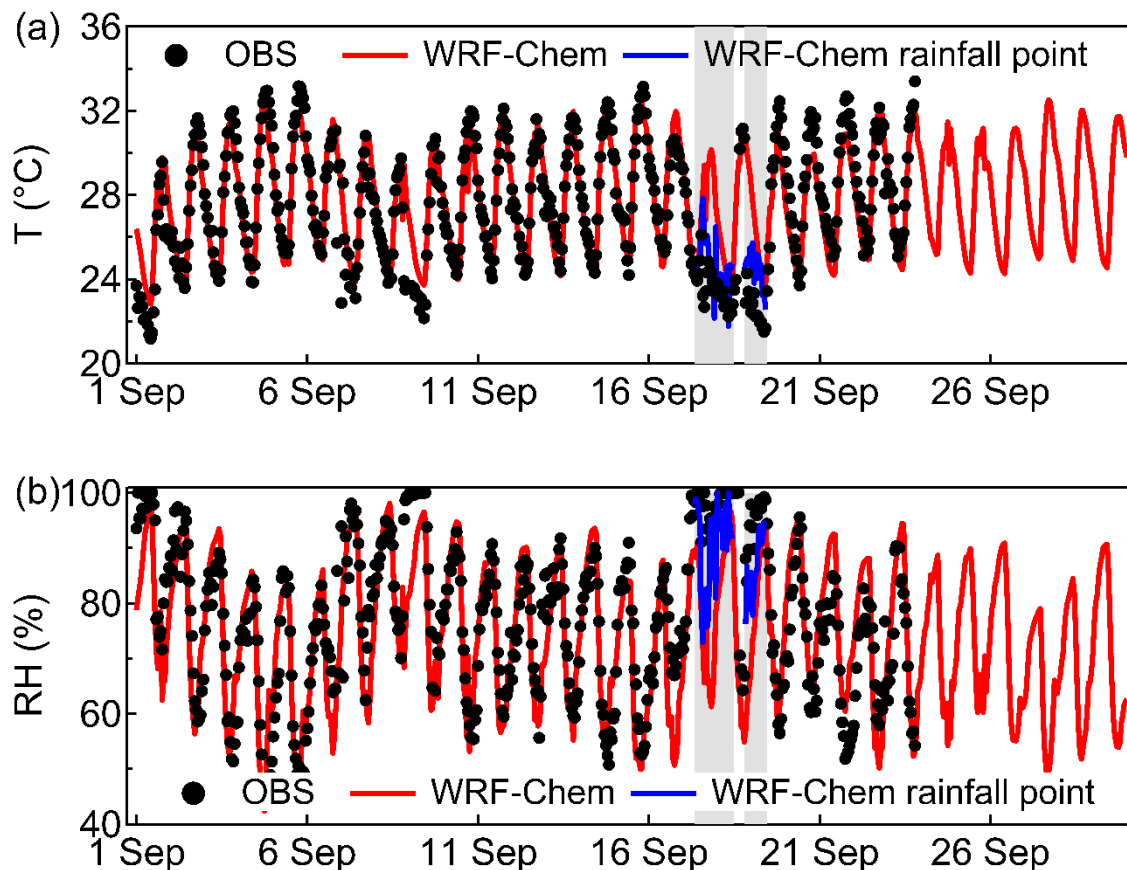 (a)
36
OBS WRF-Chem WRF-Chem rainfall point
32
28
24
20
T (°C)
1 Sep 6 Sep 11 Sep 16 Sep 21 Sep 26 Sep
(b)
100
80
60
40
RH (%)
OBS WRF-Chem WRF-Chem rainfall point
1 Sep 6 Sep 11 Sep 16 Sep 21 Sep 26 Sep